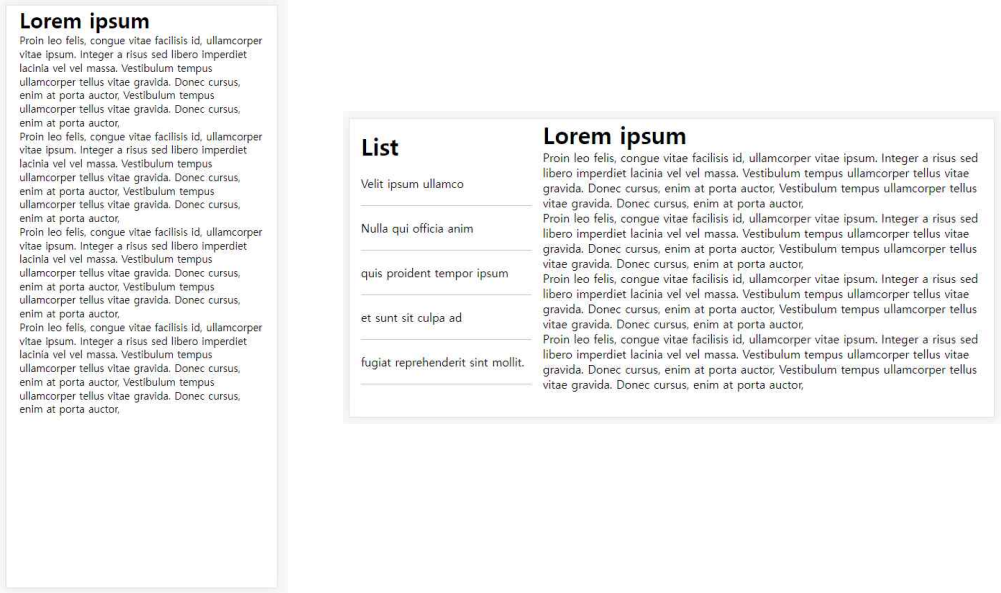 Lorem ipsum
Proin leo felis, congue vitae facilisis id, ullamcorper
vitae ipsum. Integer a risus sed libero imperdiet
lacinia vel vel massa. Vestibulum tempus
ullamcorper tellus vitae gravida. Donec cursus,
enim at porta auctor, Vestibulum tempus
ullamcorper tellus vitae gravida. Donec cursus,
enim at porta auctor,
Proin leo felis, congue vitae facilisis id, ullamcorper
vitae ipsum. Integer a risus sed libero imperdiet
lacinia vel vel massa. Vestibulum tempus
ullamcorper tellus vitae gravida. Donec cursus,
enim at porta auctor, Vestibulum tempus
ullamcorper tellus vitae gravida. Donec cursus,
enim at porta auctor,
Proin leo felis, congue vitae facilisis id, ullamcorper
vitae ipsum. Integer a risus sed libero imperdiet
lacinia vel vel massa. Vestibulum tempus
ullamcorper tellus vitae gravida. Donec cursus,
enim at porta auctor, Vestibulum tempus
ullamcorper tellus vitae gravida. Donec cursus,
enim at porta auctor,
Proin leo felis, congue vitae facilisis id, ullamcorper
vitae ipsum. Integer a risus sed libero imperdiet
lacinia vel vel massa. Vestibulum tempus
ullamcorper tellus vitae gravida. Donec cursus,
enim at porta auctor, Vestibulum tempus
ullamcorper tellus vitae gravida. Donec cursus,
enim at porta auctor,
List
Velit ipsum ullamco
Nulla qui officia anim
quis proident tempor ipsum
et sunt sit culpa ad
fugiat reprehenderit sint mollit.
Lorem ipsum
Proin leo felis, congue vitae facilisis id, ullamcorper vitae ipsum. Integer a risus sed
libero imperdiet lacinia vel vel massa. Vestibulum tempus ullamcorper tellus vitae
gravida. Donec cursus, enim at porta auctor, Vestibulum tempus ullamcorper tellus
vitae gravida. Donec cursus, enim at porta auctor,
Proin leo felis, congue vitae facilisis id, ullamcorper vitae ipsum. Integer a risus sed
libero imperdiet lacinia vel vel massa. Vestibulum tempus ullamcorper tellus vitae
gravida. Donec cursus, enim at porta auctor, Vestibulum tempus ullamcorper tellus
vitae gravida. Donec cursus, enim at porta auctor,
Proin leo felis, congue vitae facilisis id, ullamcorper vitae ipsum. Integer a risus sed
libero imperdiet lacinia vel vel massa. Vestibulum tempus ullamcorper tellus vitae
gravida. Donec cursus, enim at porta auctor, Vestibulum tempus ullamcorper tellus
vitae gravida. Donec cursus, enim at porta auctor,
Proin leo felis, congue vitae facilisis id, ullamcorper vitae ipsum. Integer a risus sed
libero imperdiet lacinia vel vel massa. Vestibulum tempus ullamcorper tellus vitae
gravida. Donec cursus, enim at porta auctor, Vestibulum tempus ullamcorper tellus
vitae gravida. Donec cursus, enim at porta auctor,